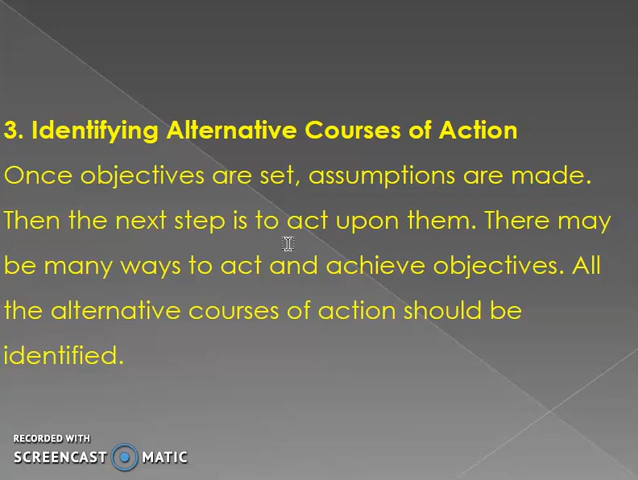 3. Identifying Alternative Courses of Action
Once objectives are set, assumptions are made.
Then the next step is to act upon them. There may
be many ways to act and achieve objectives. All
the alternative courses of action should be
identified.
RECORDED WITH
SCREENCAST MATIC